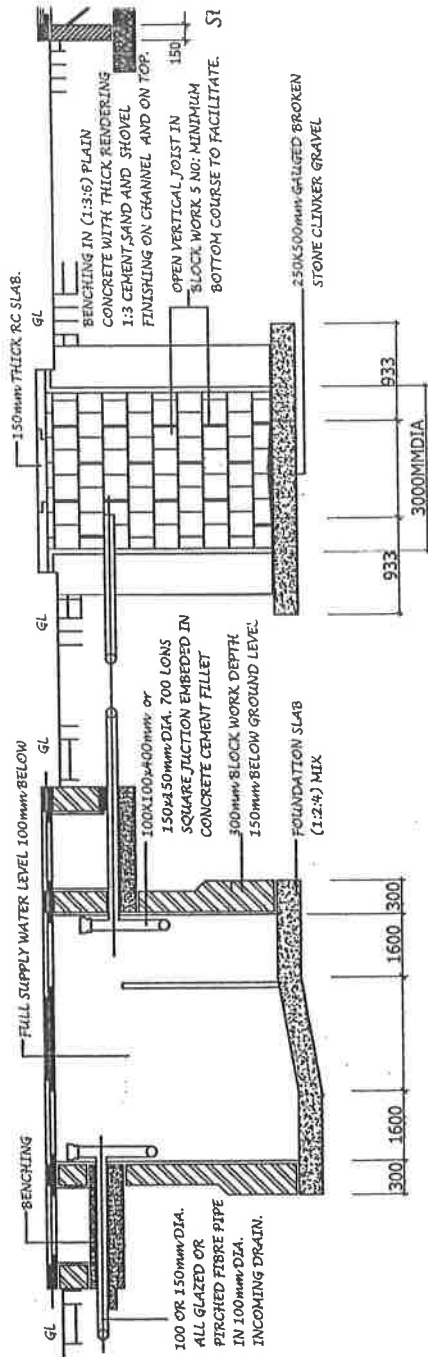 GL
BENCHING
FULL SUPPLY WATER LEVEL 100mm BELOW
GL
GL
150mm THICK RC SLAB.
GL
BENCHING IN (1:3:6) PLAIN
CONCRETE WITH THICK RENDERING
1:3 CEMENT,SAND AND SHOVEL
FINISHING ON CHANNEL AND ON TOP.
OPEN VERTICAL JOIST IN
BLOCK WORK 5 NO: MINIMUM
BOTTOM COURSE TO FACILITATE.
150
100 OR 150mm DIA.
ALL GLAZED OR
PIRCHED FIBRE PIPE
IN 100mm DIA.
INCOMING DRAIN.
100X100x400mm or
150x150mm DIA. 700 LONS
SQUARE JUCTION EMBEDED IN
CONCRETE CEMENT FILLET
300mm BLOCK WORK DEPTH
150mm BELOW GROUND LEVEL
FOUNDATION SLAB
(1:2:4) MIX
250X500mm GAUGED BROKEN
STONE CLINKER GRAVEL
300
1600
1600
300
933
933
3000MMDIA